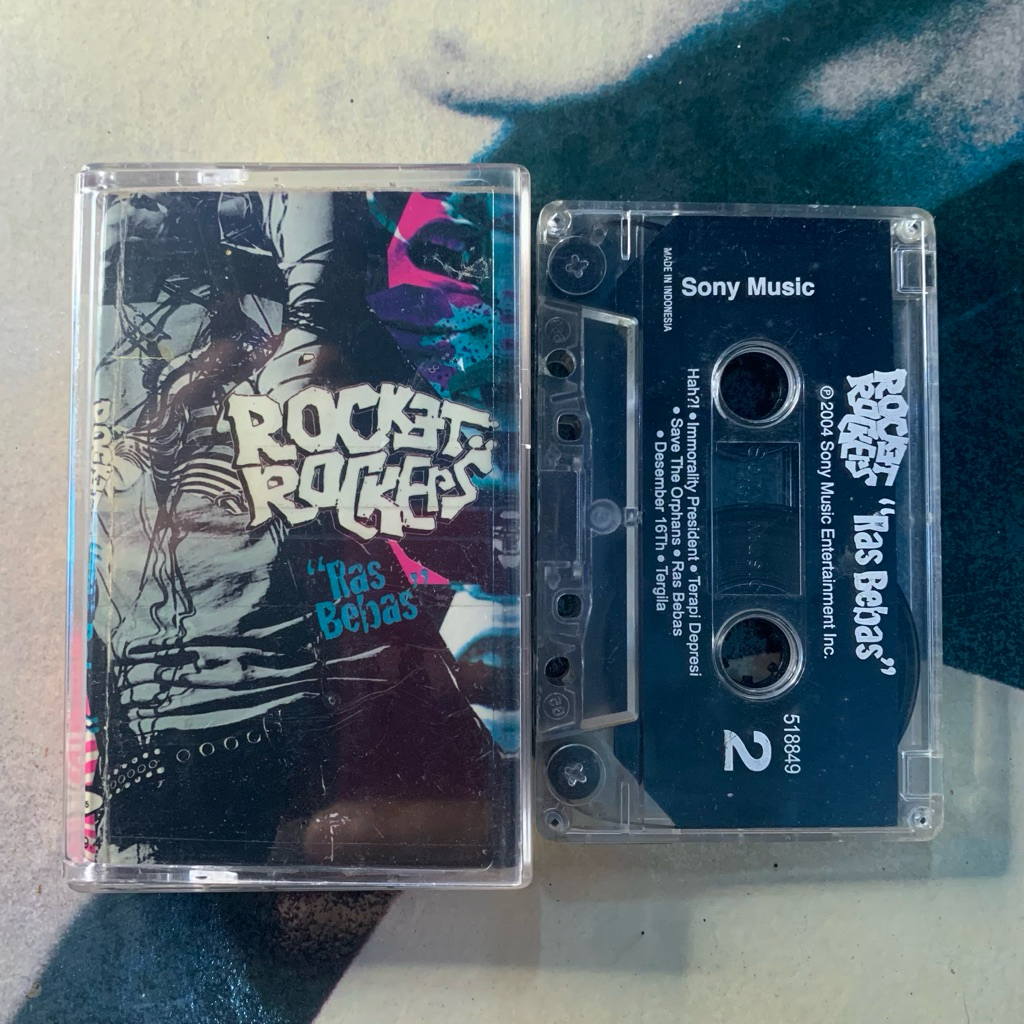 ROCKET
ROCKERS
"Ras
Bebas"
Sony Music
MADE IN INDONESIA
ROCKET
ROCKERS
"Ras Bebas"
℗2004 Sony Music Entertainment Inc.
Hah?! • Immorality President • Terapi Depresi
• Save The Orphans • Ras Bebas
• Desember 16Th • Tergila
518849
2